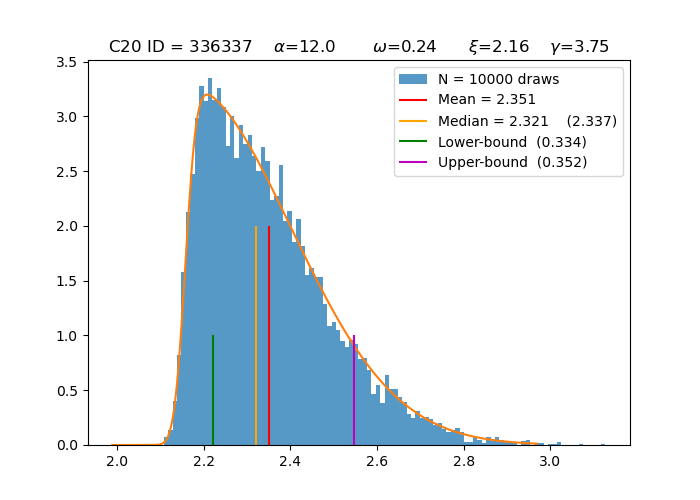 C20 ID = 336337    α=12.0    ω=0.24    ξ=2.16    γ=3.75
3.5
3.0
2.5
2.0
1.5
1.0
0.5
0.0
N = 10000 draws
Mean = 2.351
Median = 2.321    (2.337)
Lower-bound  (0.334)
Upper-bound  (0.352)
2.0    2.2    2.4    2.6    2.8    3.0